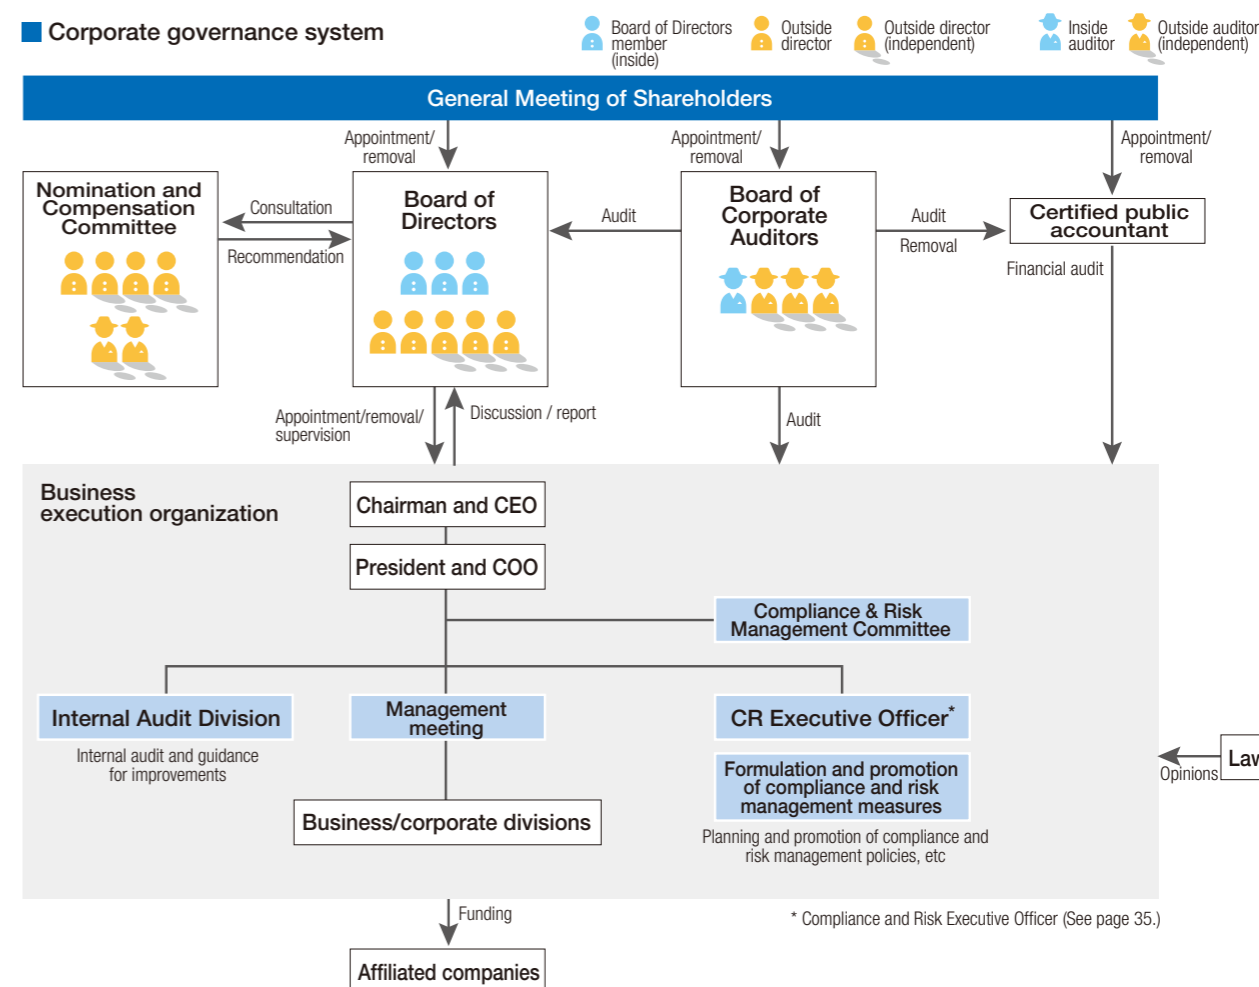 Corporate governance system
Board of Directors
member
(inside)
Outside
director
Outside director
(independent)
Inside
auditor
Outside auditor
(independent)
General Meeting of Shareholders
Appointment/
removal
Appointment/
removal
Appointment/
removal
Nomination and
Compensation
Committee
Consultation
Recommendation
Board of
Directors
Audit
Board of
Corporate
Auditors
Audit
Removal
Certified public
accountant
Financial audit
Appointment/removal/
supervision
Discussion / report
Audit
Business
execution organization
Chairman and CEO
President and COO
Compliance & Risk
Management Committee
Internal Audit Division
Internal audit and guidance
for improvements
Management
meeting
CR Executive Officer*
Formulation and promotion
of compliance and risk
management measures
Planning and promotion of compliance and
risk management policies, etc
Business/corporate divisions
Opinions
Funding
* Compliance and Risk Executive Officer (See page 35.)
Affiliated companies